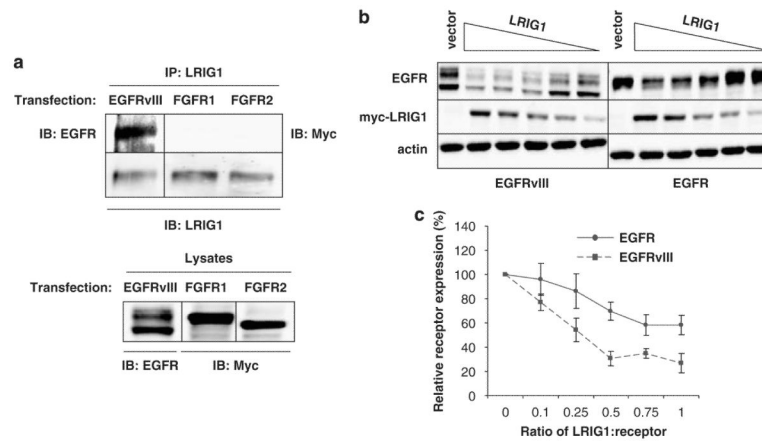 a
IP: LRIG1
Transfection: EGFRvIII FGFR1 FGFR2
IB: EGFR IB: Myc
IB: LRIG1
Lysates
Transfection: EGFRvIII FGFR1 FGFR2
IB: EGFR IB: Myc
b
vector LRIG1 vector LRIG1
EGFR
myc-LRIG1
actin
EGFRvIII EGFR
c
Relative receptor expression (%)
140
120
100
80
60
40
20
0
EGFR
EGFRvIII
0 0.1 0.25 0.5 0.75 1
Ratio of LRIG1:receptor